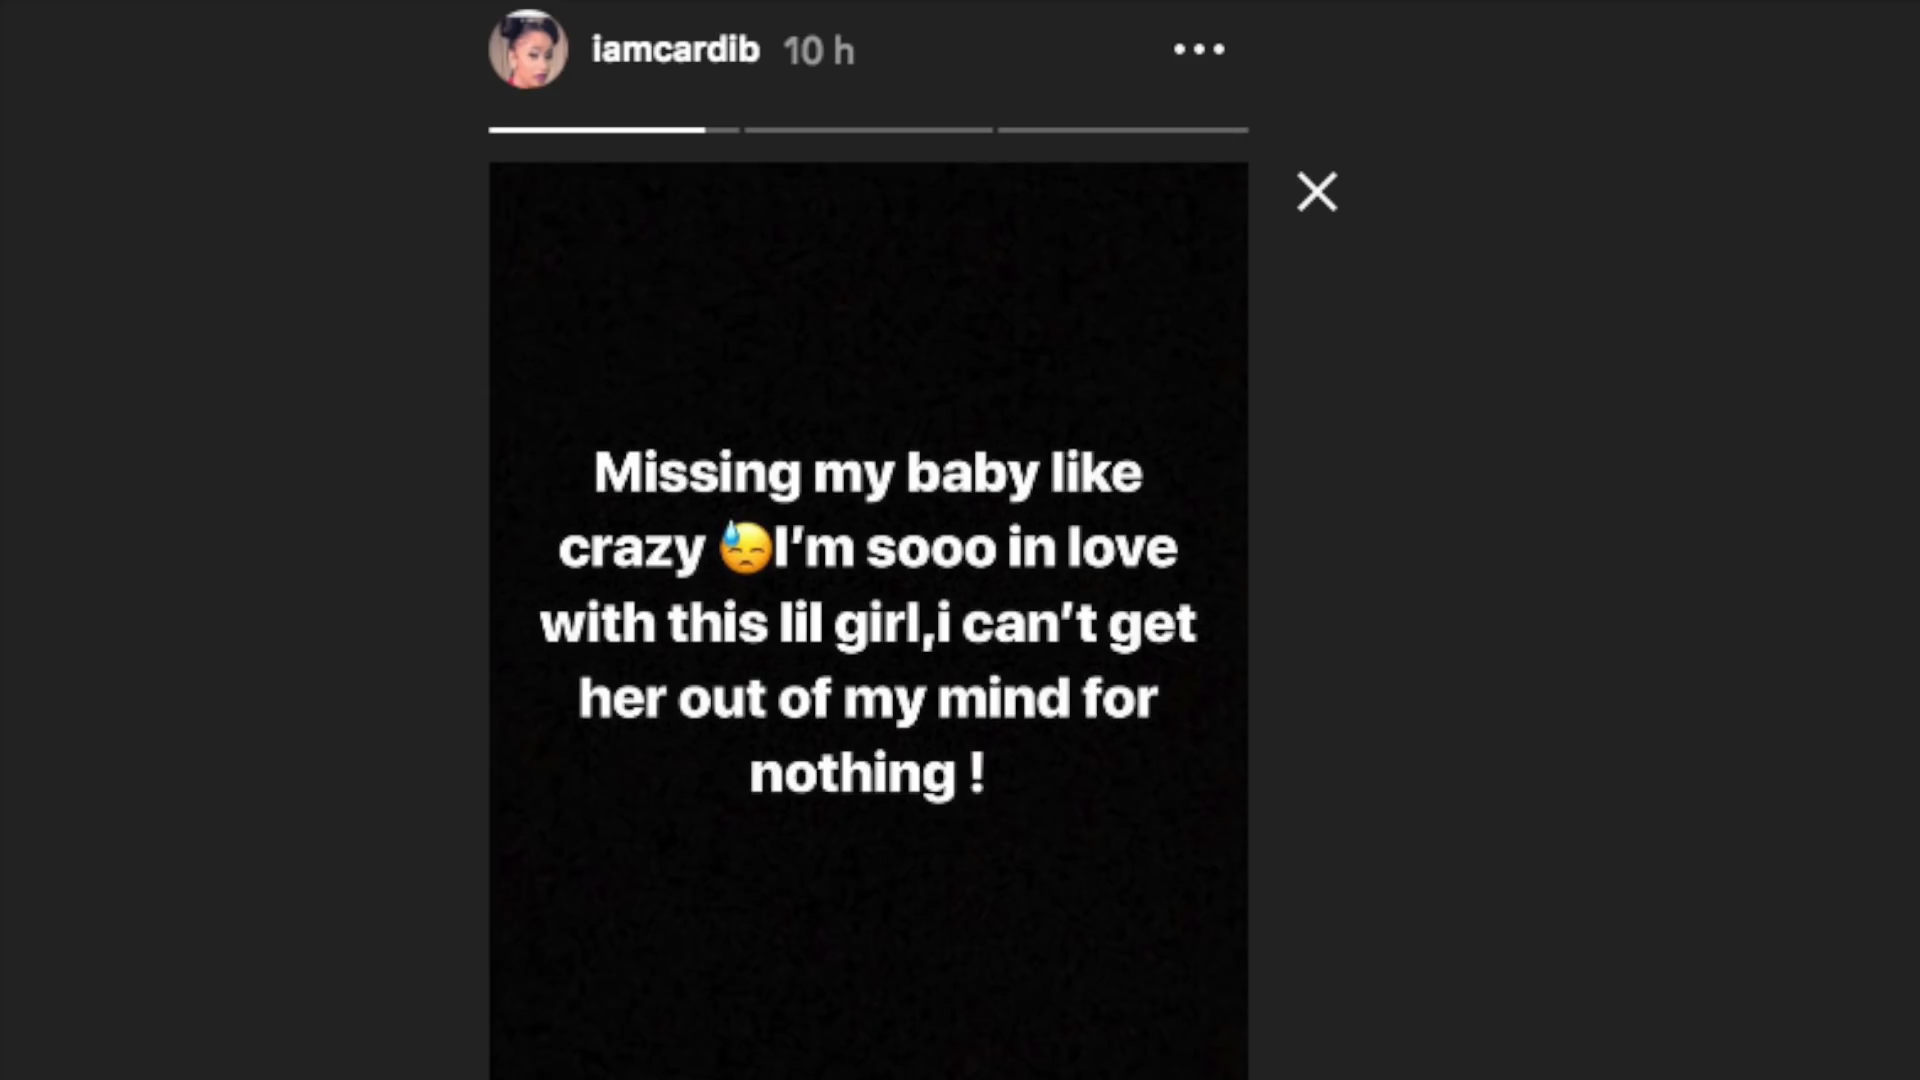 iamcardib 10 h
Missing my baby like
crazy 😓I'm sooo in love
with this lil girl,i can't get
her out of my mind for
nothing !